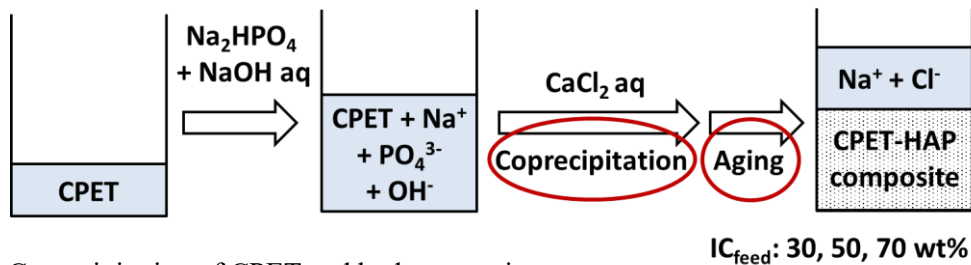 Na₂HPO₄
+ NaOH aq
CPET
CPET + Na⁺
+ PO₄³⁻
+ OH⁻
CaCl₂ aq
Coprecipitation
Aging
Na⁺ + Cl⁻
CPET-HAP
composite
IC_feed: 30, 50, 70 wt%